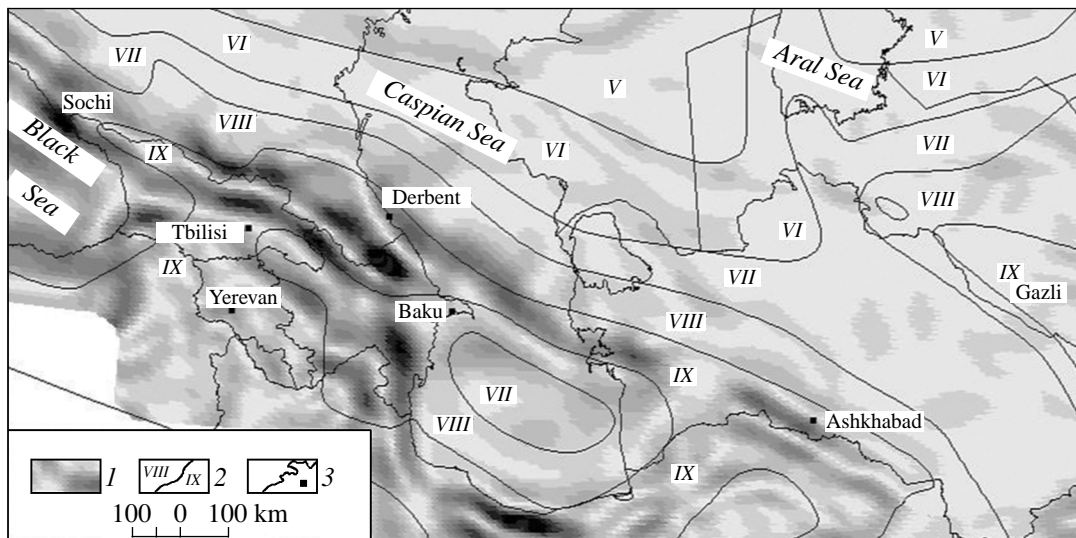 VI
V
VII
Aral Sea
VI
Caspian Sea
V
Sochi
VIII
VII
Black
Sea
IX
VI
Derbent
VIII
Tbilisi
VI
IX
VII
IX
Gazli
Yerevan
Baku
VIII
IX
VII
VIII
Ashkhabad
IX
1
VIII
IX
2
3
100 0 100 km